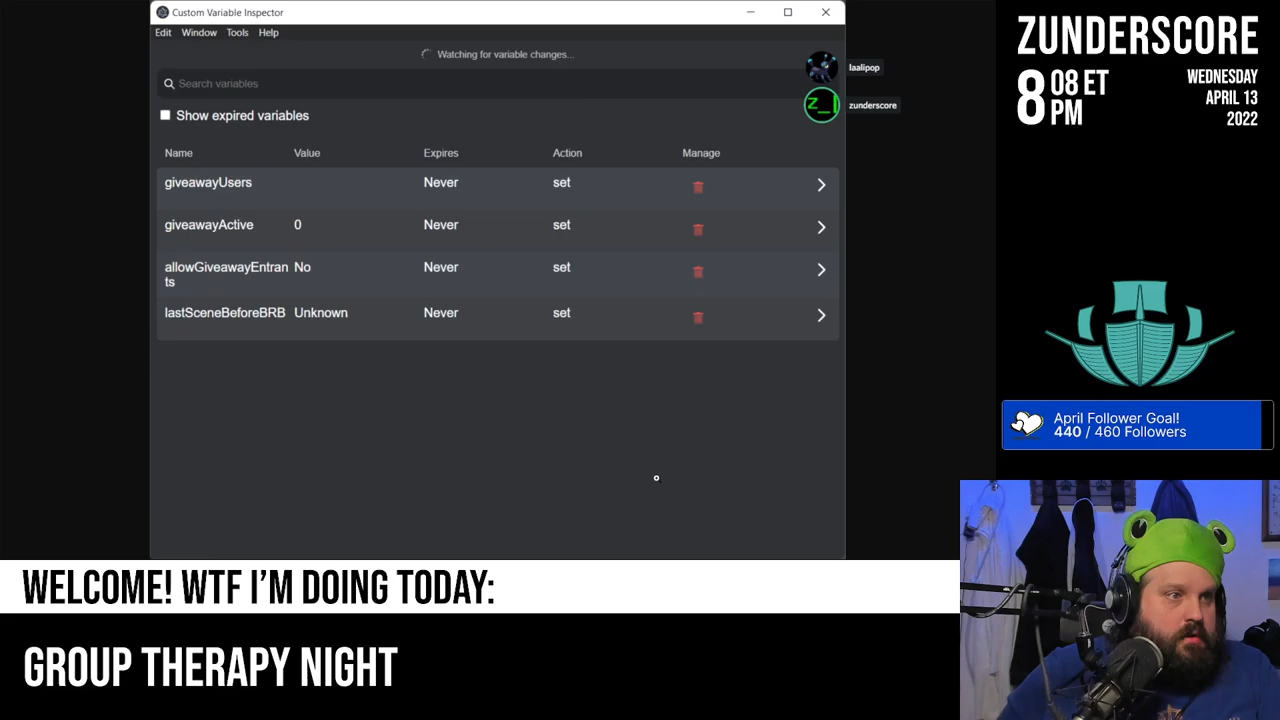 Custom Variable Inspector
Edit Window Tools Help
Watching for variable changes...
Search variables
Show expired variables
Name Value Expires Action Manage
giveawayUsers Never set
giveawayActive 0 Never set
allowGiveawayEntran No Never set
ts
lastSceneBeforeBRB Unknown Never set
laalipop
z_|
zunderscore
ZUNDERSCORE
8 08 ET
PM
WEDNESDAY
APRIL 13
2022
April Follower Goal!
440 / 460 Followers
WELCOME! WTF I'M DOING TODAY:
GROUP THERAPY NIGHT